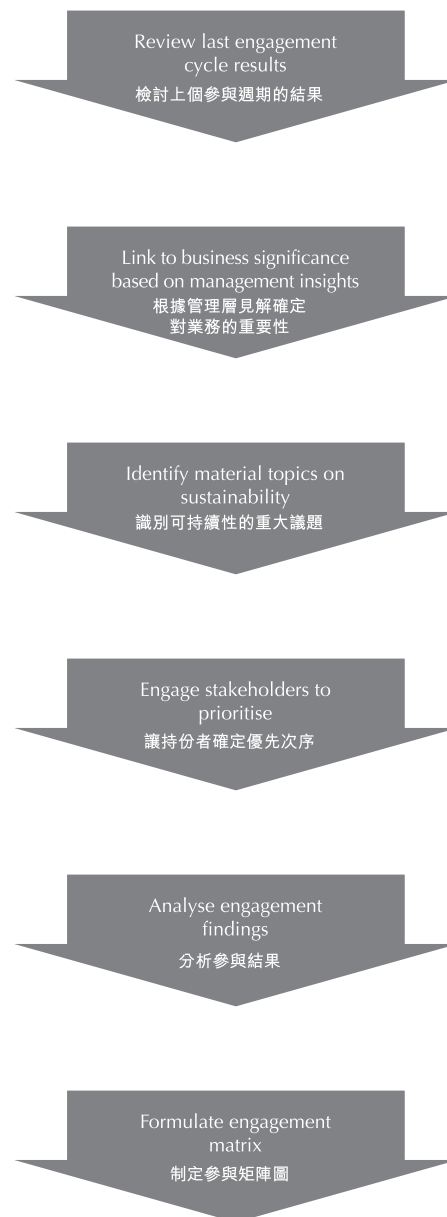 Review last engagement
cycle results
檢討上個參與週期的結果
Link to business significance
based on management insights
根據管理層見解確定
對業務的重要性
Identify material topics on
sustainability
識別可持續性的重大議題
Engage stakeholders to
prioritise
讓持份者確定優先次序
Analyse engagement
findings
分析參與結果
Formulate engagement
matrix
制定參與矩陣圖